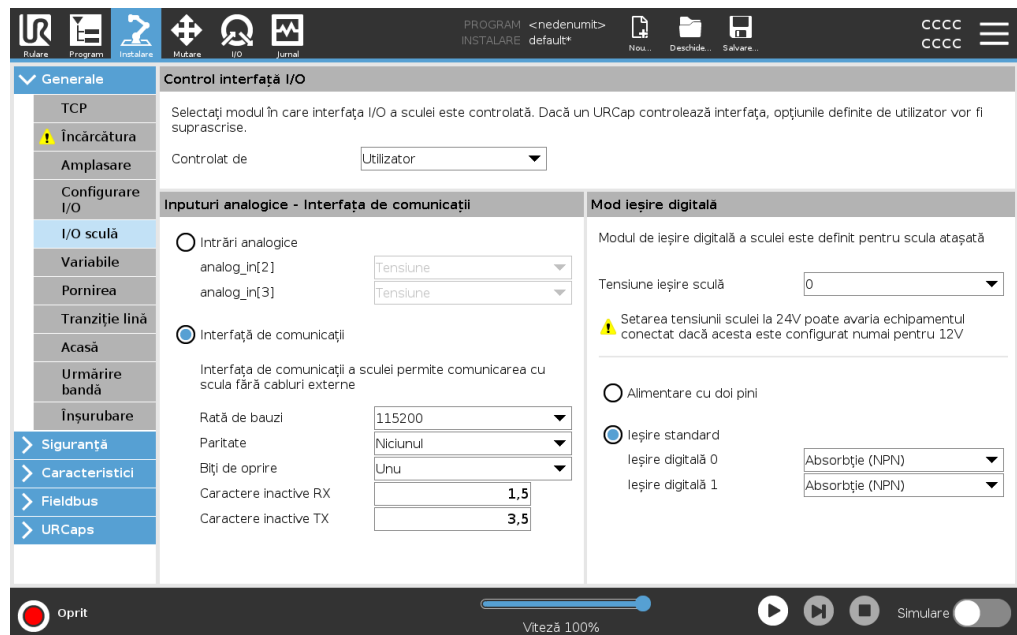 PROGRAM <nedenumit>
INSTALARE default*
cccc
cccc
Rulare Program Instalare Mutare I/O Jurnal Nou... Deschide... Salvare...
Generale
TCP
Încărcătura
Amplasare
Configurare
I/O
I/O sculă
Variabile
Pornirea
Tranziție lină
Acasă
Urmărire
bandă
Înșurubare
Siguranță
Caracteristici
Fieldbus
URCaps
Control interfață I/O
Selectați modul în care interfața I/O a sculei este controlată. Dacă un URCap controlează interfața, opțiunile definite de utilizator vor fi
suprascrise.
Controlat de Utilizator
Inputuri analogice - Interfața de comunicații
Intrări analogice
analog_in[2] Tensiune
analog_in[3] Tensiune
Interfață de comunicații
Interfața de comunicații a sculei permite comunicarea cu
scula fără cabluri externe
Rată de bauzi 115200
Paritate Niciunul
Biți de oprire Unu
Caractere inactive RX 1,5
Caractere inactive TX 3,5
Mod ieșire digitală
Modul de ieșire digitală a sculei este definit pentru scula atașată
Tensiune ieșire sculă 0
Setarea tensiunii sculei la 24V poate avaria echipamentul
conectat dacă acesta este configurat numai pentru 12V
Alimentare cu doi pini
Ieșire standard
Ieșire digitală 0 Absorbție (NPN)
Ieșire digitală 1 Absorbție (NPN)
Oprit
Viteză 100%
Simulare